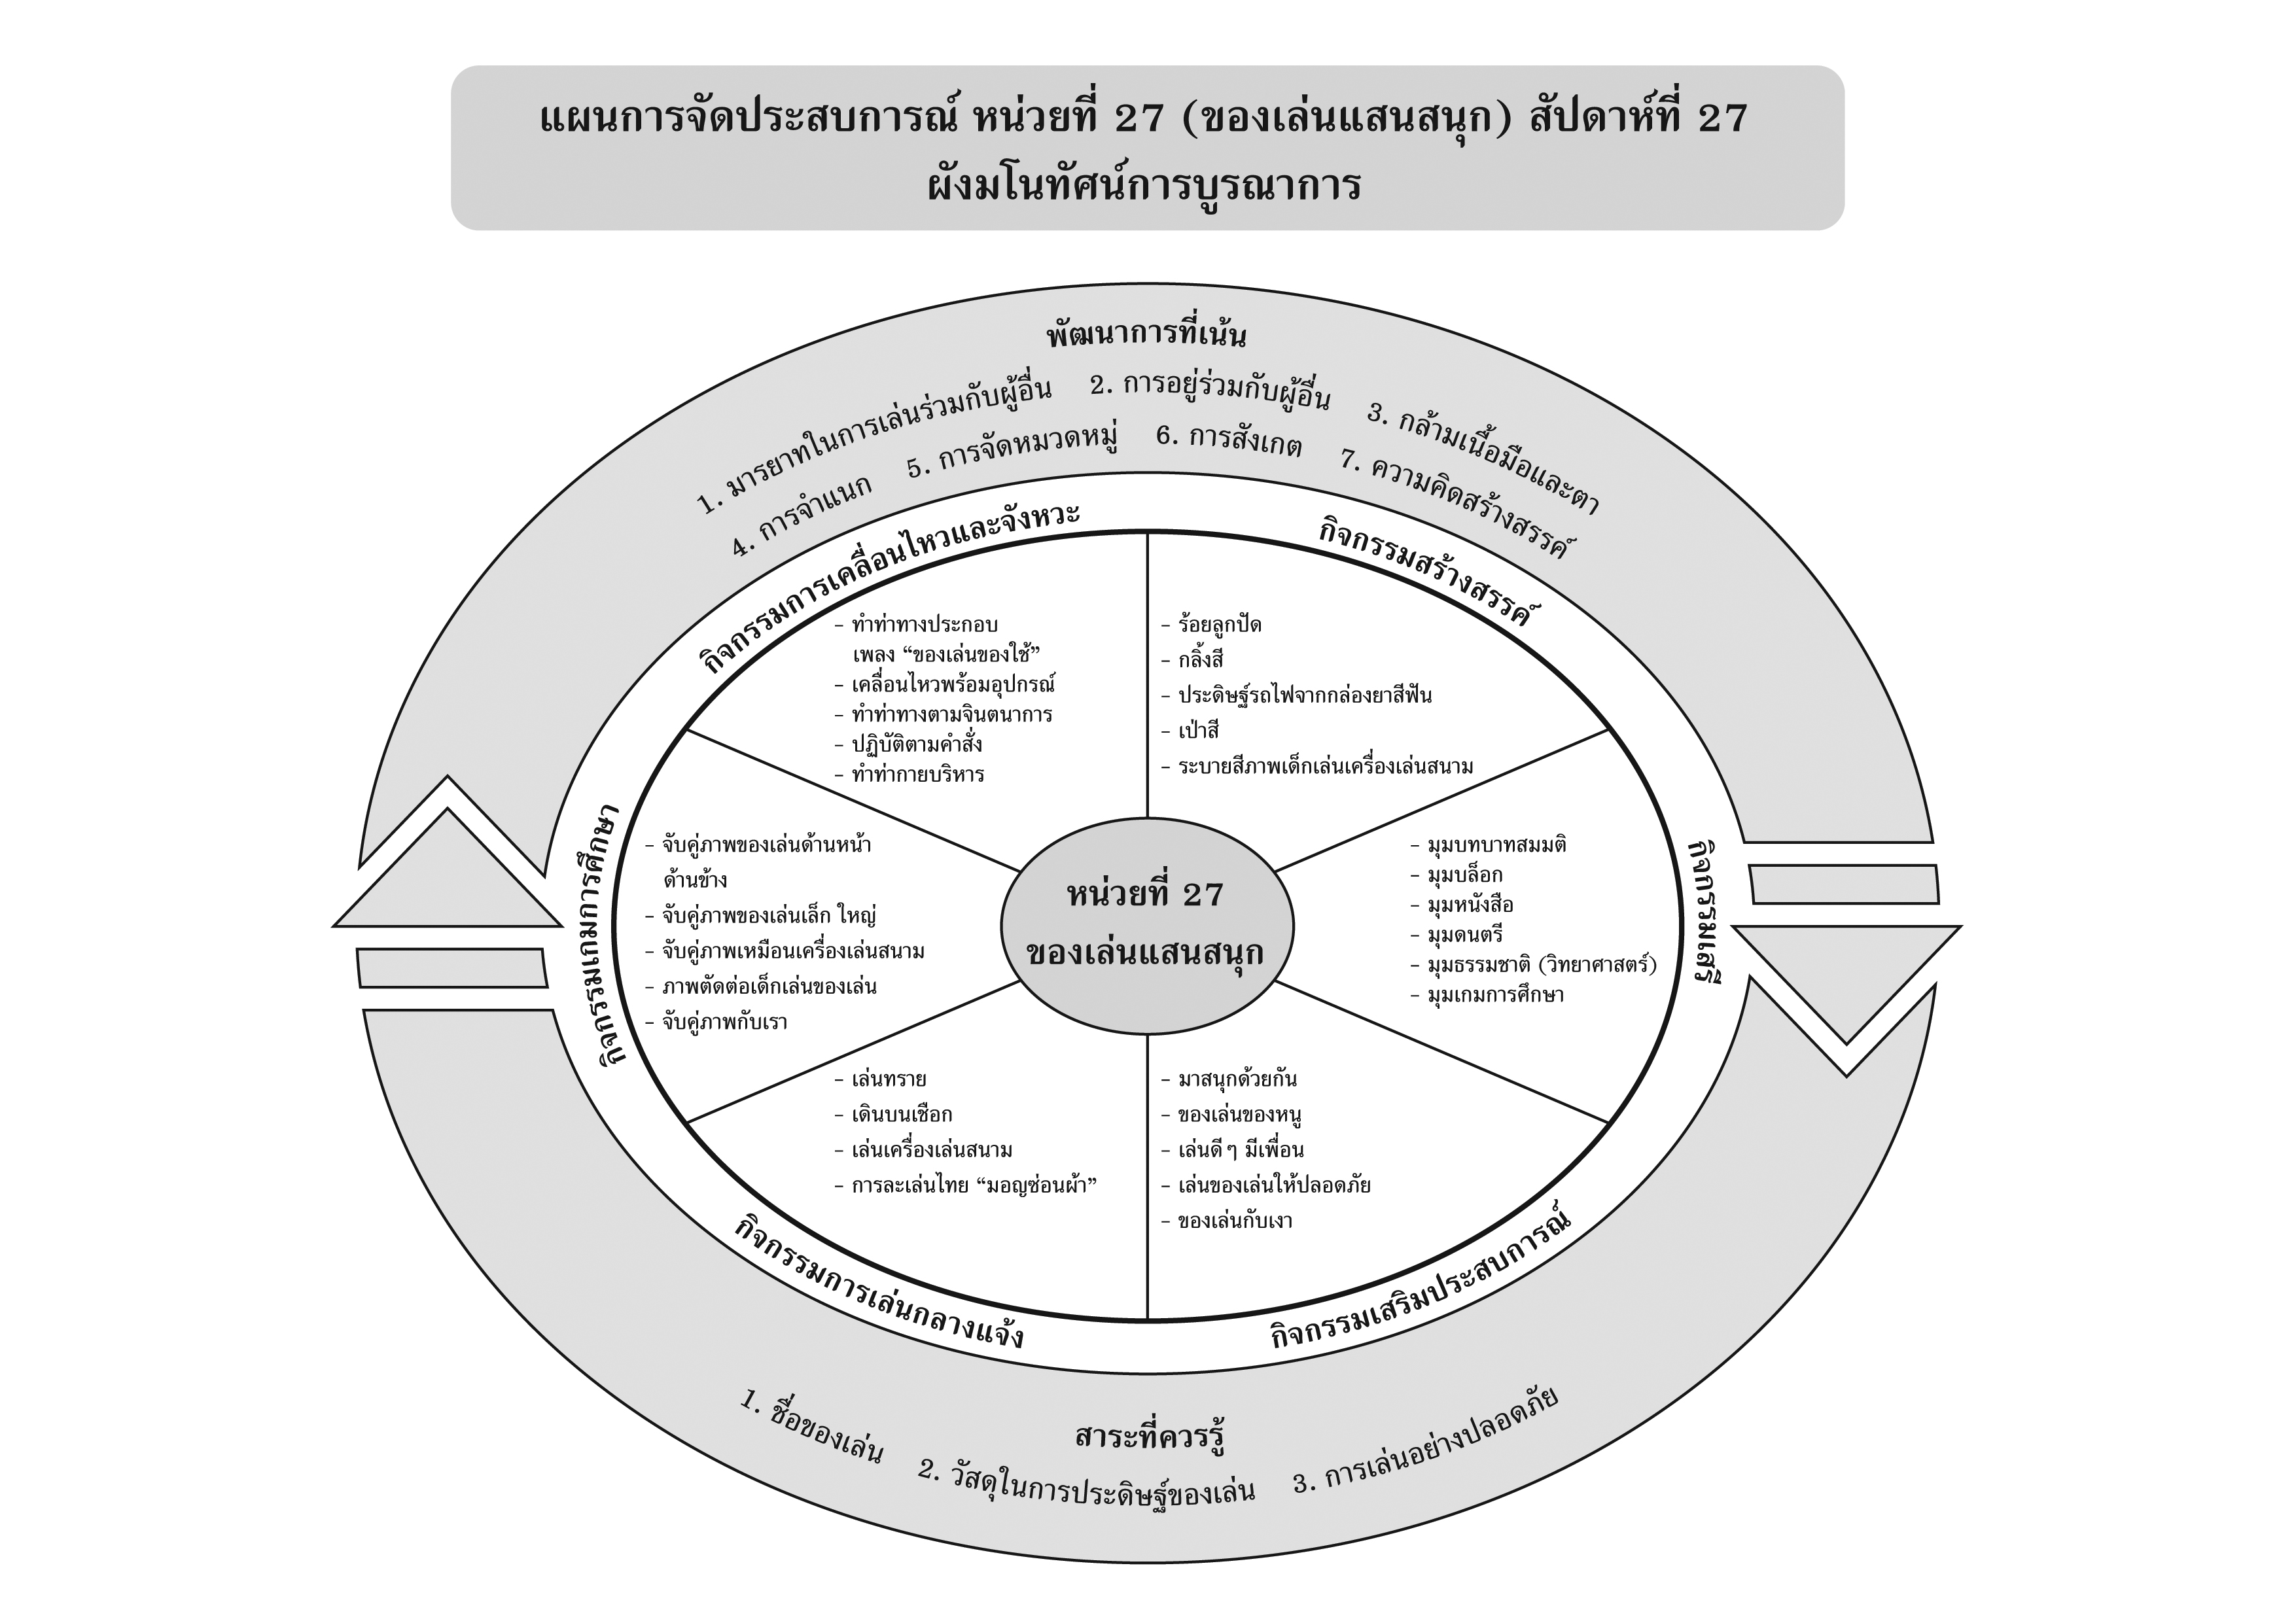 แผนการจัดประสบการณ์ หน่วยที่ 27 (ของเล่นแสนสนุก) สัปดาห์ที่ 27
ผังมโนทัศน์การบูรณาการ
พัฒนาการที่เน้น
1. มารยาทในการเล่นร่วมกับผู้อื่น 2. การอยู่ร่วมกับผู้อื่น 3. กล้ามเนื้อมือและตา
4. การจำแนก 5. การจัดหมวดหมู่ 6. การสังเกต 7. ความคิดสร้างสรรค์
กิจกรรมการเคลื่อนไหวและจังหวะ
- ทำท่าทางประกอบ
เพลง “ของเล่นของใช้”
- เคลื่อนไหวพร้อมอุปกรณ์
- ทำท่าทางตามจินตนาการ
- ปฏิบัติตามคำสั่ง
- ทำท่ากายบริหาร
กิจกรรมสร้างสรรค์
- ร้อยลูกปัด
- กลิ้งสี
- ประดิษฐ์รถไฟจากกล่องยาสีฟัน
- เป่าสี
- ระบายสีภาพเด็กเล่นเครื่องเล่นสนาม
กิจกรรมเกมการศึกษา
- จับคู่ภาพของเล่นด้านหน้า
ด้านข้าง
- จับคู่ภาพของเล่นเล็ก ใหญ่
- จับคู่ภาพเหมือนเครื่องเล่นสนาม
- ภาพตัดต่อเด็กเล่นของเล่น
- จับคู่ภาพกับเรา
หน่วยที่ 27
ของเล่นแสนสนุก
กิจกรรมเสรี
- มุมบทบาทสมมติ
- มุมบล็อก
- มุมหนังสือ
- มุมดนตรี
- มุมธรรมชาติ (วิทยาศาสตร์)
- มุมเกมการศึกษา
- เล่นทราย
- เดินบนเชือก
- เล่นเครื่องเล่นสนาม
- การละเล่นไทย “มอญซ่อนผ้า”
กิจกรรมการเล่นกลางแจ้ง
- มาสนุกด้วยกัน
- ของเล่นของหนู
- เล่นดีๆ มีเพื่อน
- เล่นของเล่นให้ปลอดภัย
- ของเล่นกับเงา
กิจกรรมเสริมประสบการณ์
สาระที่ควรรู้
1. ชื่อของเล่น 2. วัสดุในการประดิษฐ์ของเล่น 3. การเล่นอย่างปลอดภัย